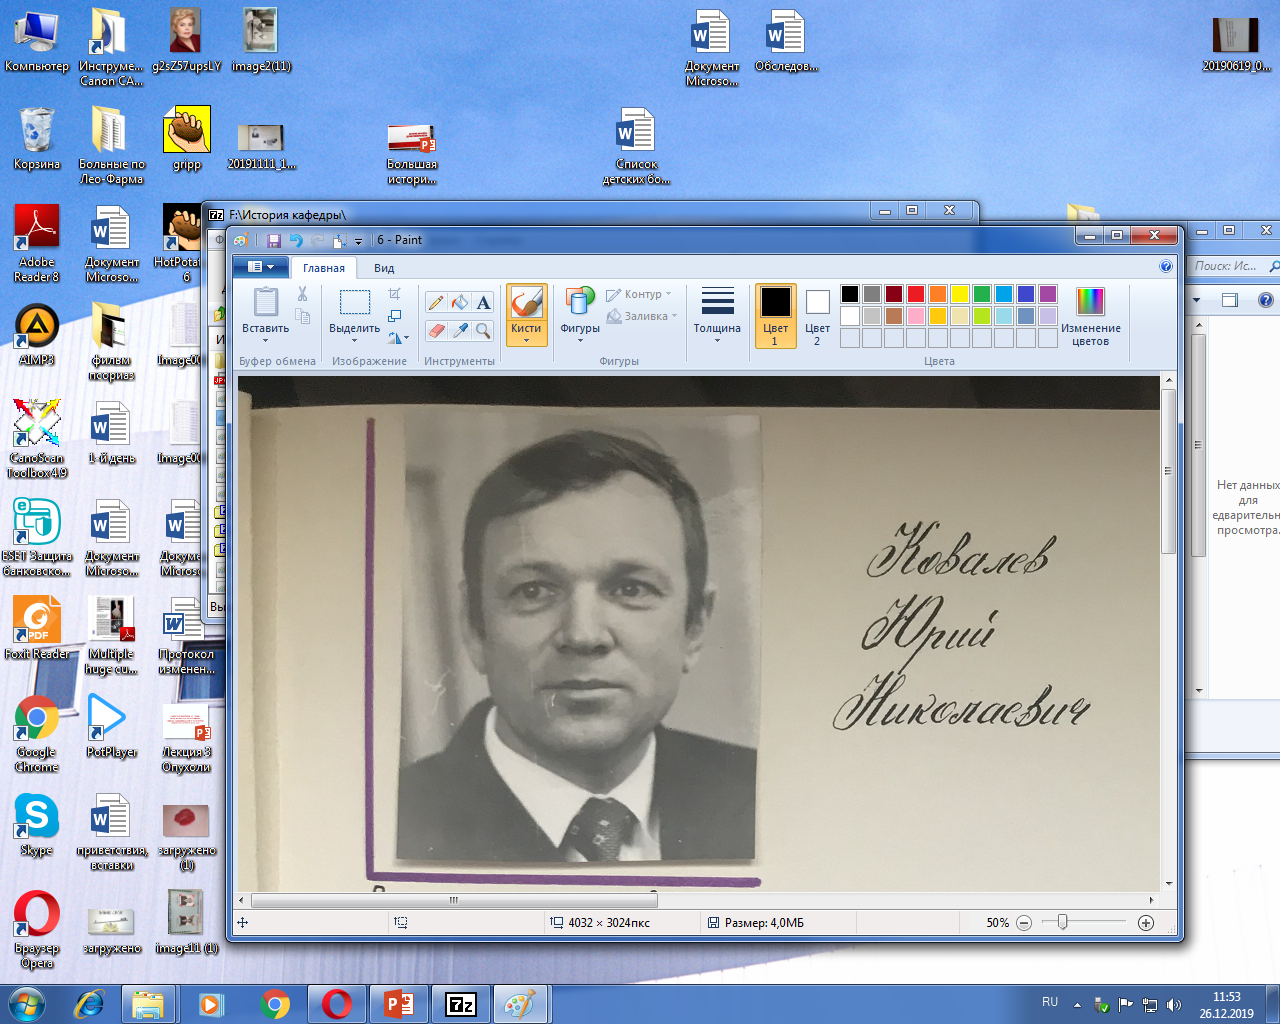 Компьютер
Инструме...
Canon CA...
g2sZ57upsLY
image2(11)
Документ
Microso...
Обследов...
20190619_0...
Корзина
Больные по
Лео-Фарма
gripp
20191111_1...
Большая
истори...
Список
детских бо...
Adobe
Reader 8
Документ
Microso...
HotPotat
6
AIMP3
фильм
псориаз
Image00
CanoScan
Toolbox4.9
1-й день
Image00
ESET Защита
банковско...
Документ
Microso...
Докуме
Microso
Foxit Reader
Multiple
huge cu...
Протокол
изменен...
Google
Chrome
PotPlayer
Лекция 3
Опухоли
Skype
приветствия,
вставки
загружено
(1)
Браузер
Opera
загружено
image11 (1)
7z F:\История кафедры\
Вы
6 - Paint
Главная Вид
Вставить
Выделить
Кисти
Фигуры
Контур
Заливка
Толщина
Цвет
1
Цвет
2
Изменение
цветов
Буфер обмена
Изображение
Инструменты
Фигуры
Цвета
Ковалев
Юрий
Николаевич
4032 × 3024пкс
Размер: 4,0МБ
50%
Поиск: Ис...
Нет данных
для
едварительн
просмотра.
7z
RU
11:53
26.12.2019